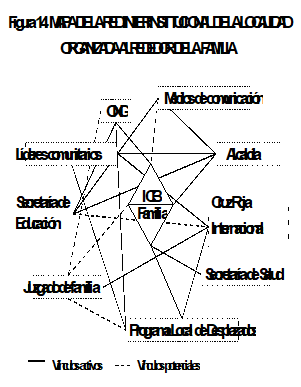 Figura 14. MAPA DE LA RED INTERINSTITUCIONAL DE LA LOCALIDAD
ORGANIZADA ALREDEDOR DE LA FAMILIA
Medios de comunicación
ONG
Líderes comunitarios
Alcaldía
Secretaría de
Educación
ICBF
Familia
Cruz Roja
Internacional
Secretaría de Salud
Juzgado de familia
Programa Local de Desplazados
Vínculos activos
Vínculos potenciales